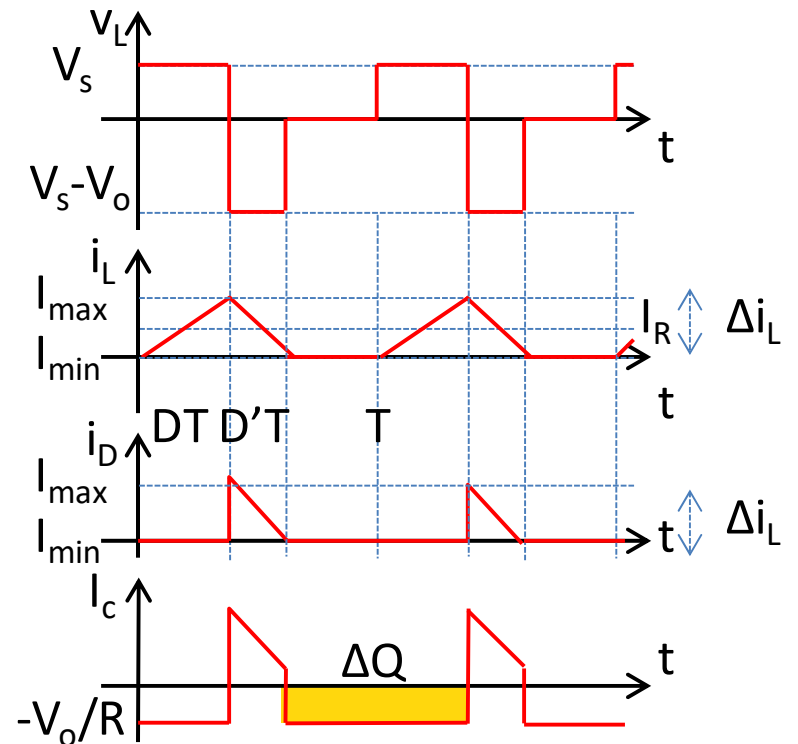 vL
Vs
t
Vs-Vo
iL
Imax
IR
ΔiL
Imin
t
DT D’T T
iD
Imax
ΔiL
Imin
t
Ic
ΔQ
t
-Vo/R